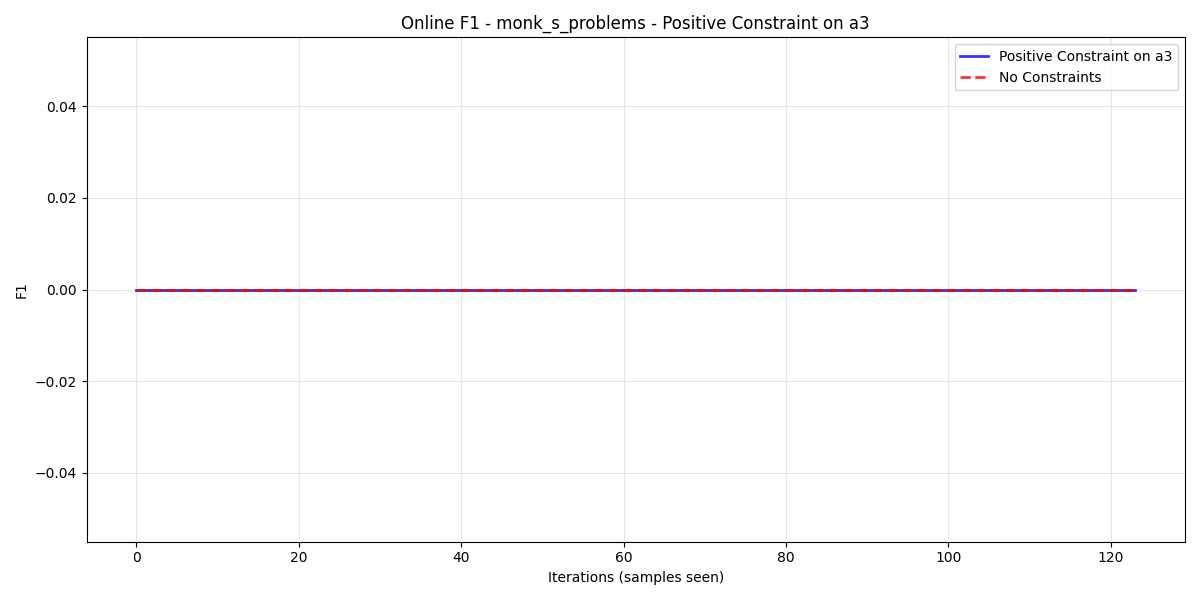 Online F1 - monk_s_problems - Positive Constraint on a3
Positive Constraint on a3
No Constraints
0.04
0.02
0.00
−0.02
−0.04
F1
0 20 40 60 80 100 120
Iterations (samples seen)